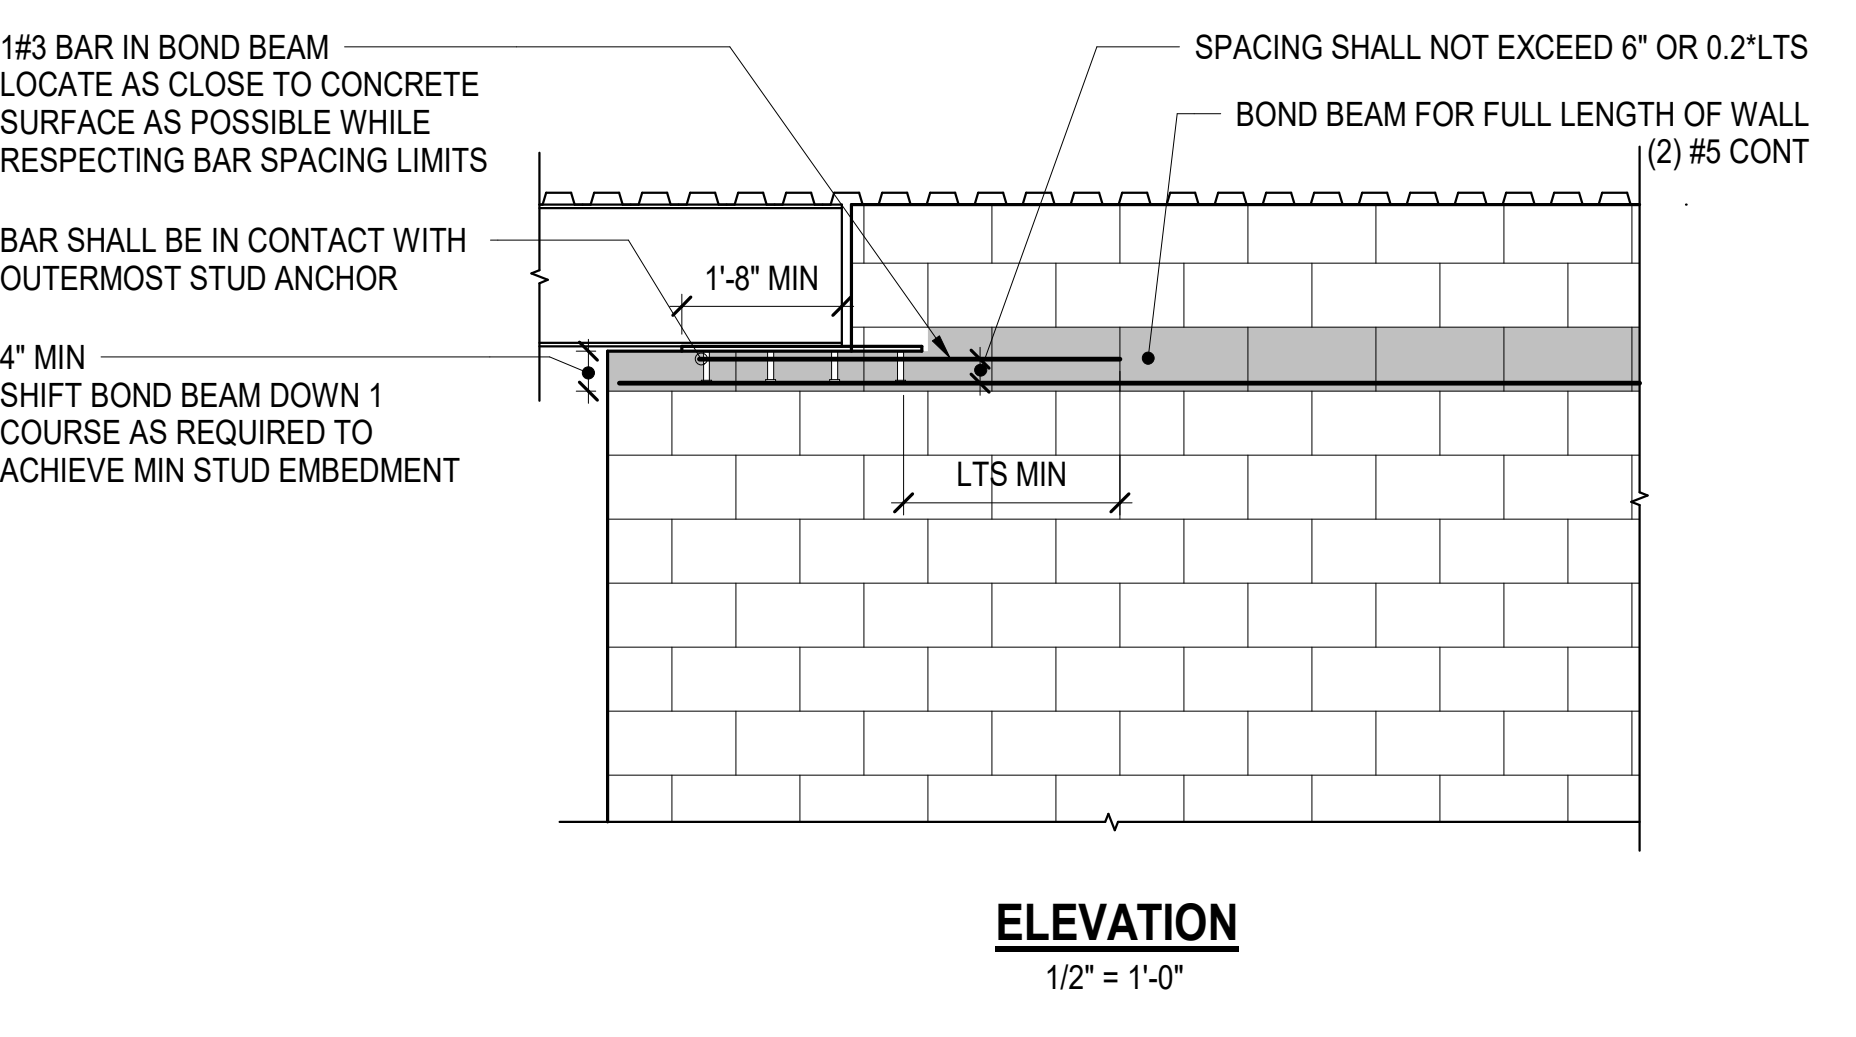 1#3 BAR IN BOND BEAM
LOCATE AS CLOSE TO CONCRETE
SURFACE AS POSSIBLE WHILE
RESPECTING BAR SPACING LIMITS
SPACING SHALL NOT EXCEED 6" OR 0.2*LTS
BOND BEAM FOR FULL LENGTH OF WALL
(2) #5 CONT
BAR SHALL BE IN CONTACT WITH
OUTERMOST STUD ANCHOR
1'-8" MIN
4" MIN
SHIFT BOND BEAM DOWN 1
COURSE AS REQUIRED TO
ACHIEVE MIN STUD EMBEDMENT
LTS MIN
ELEVATION
1/2" = 1'-0"